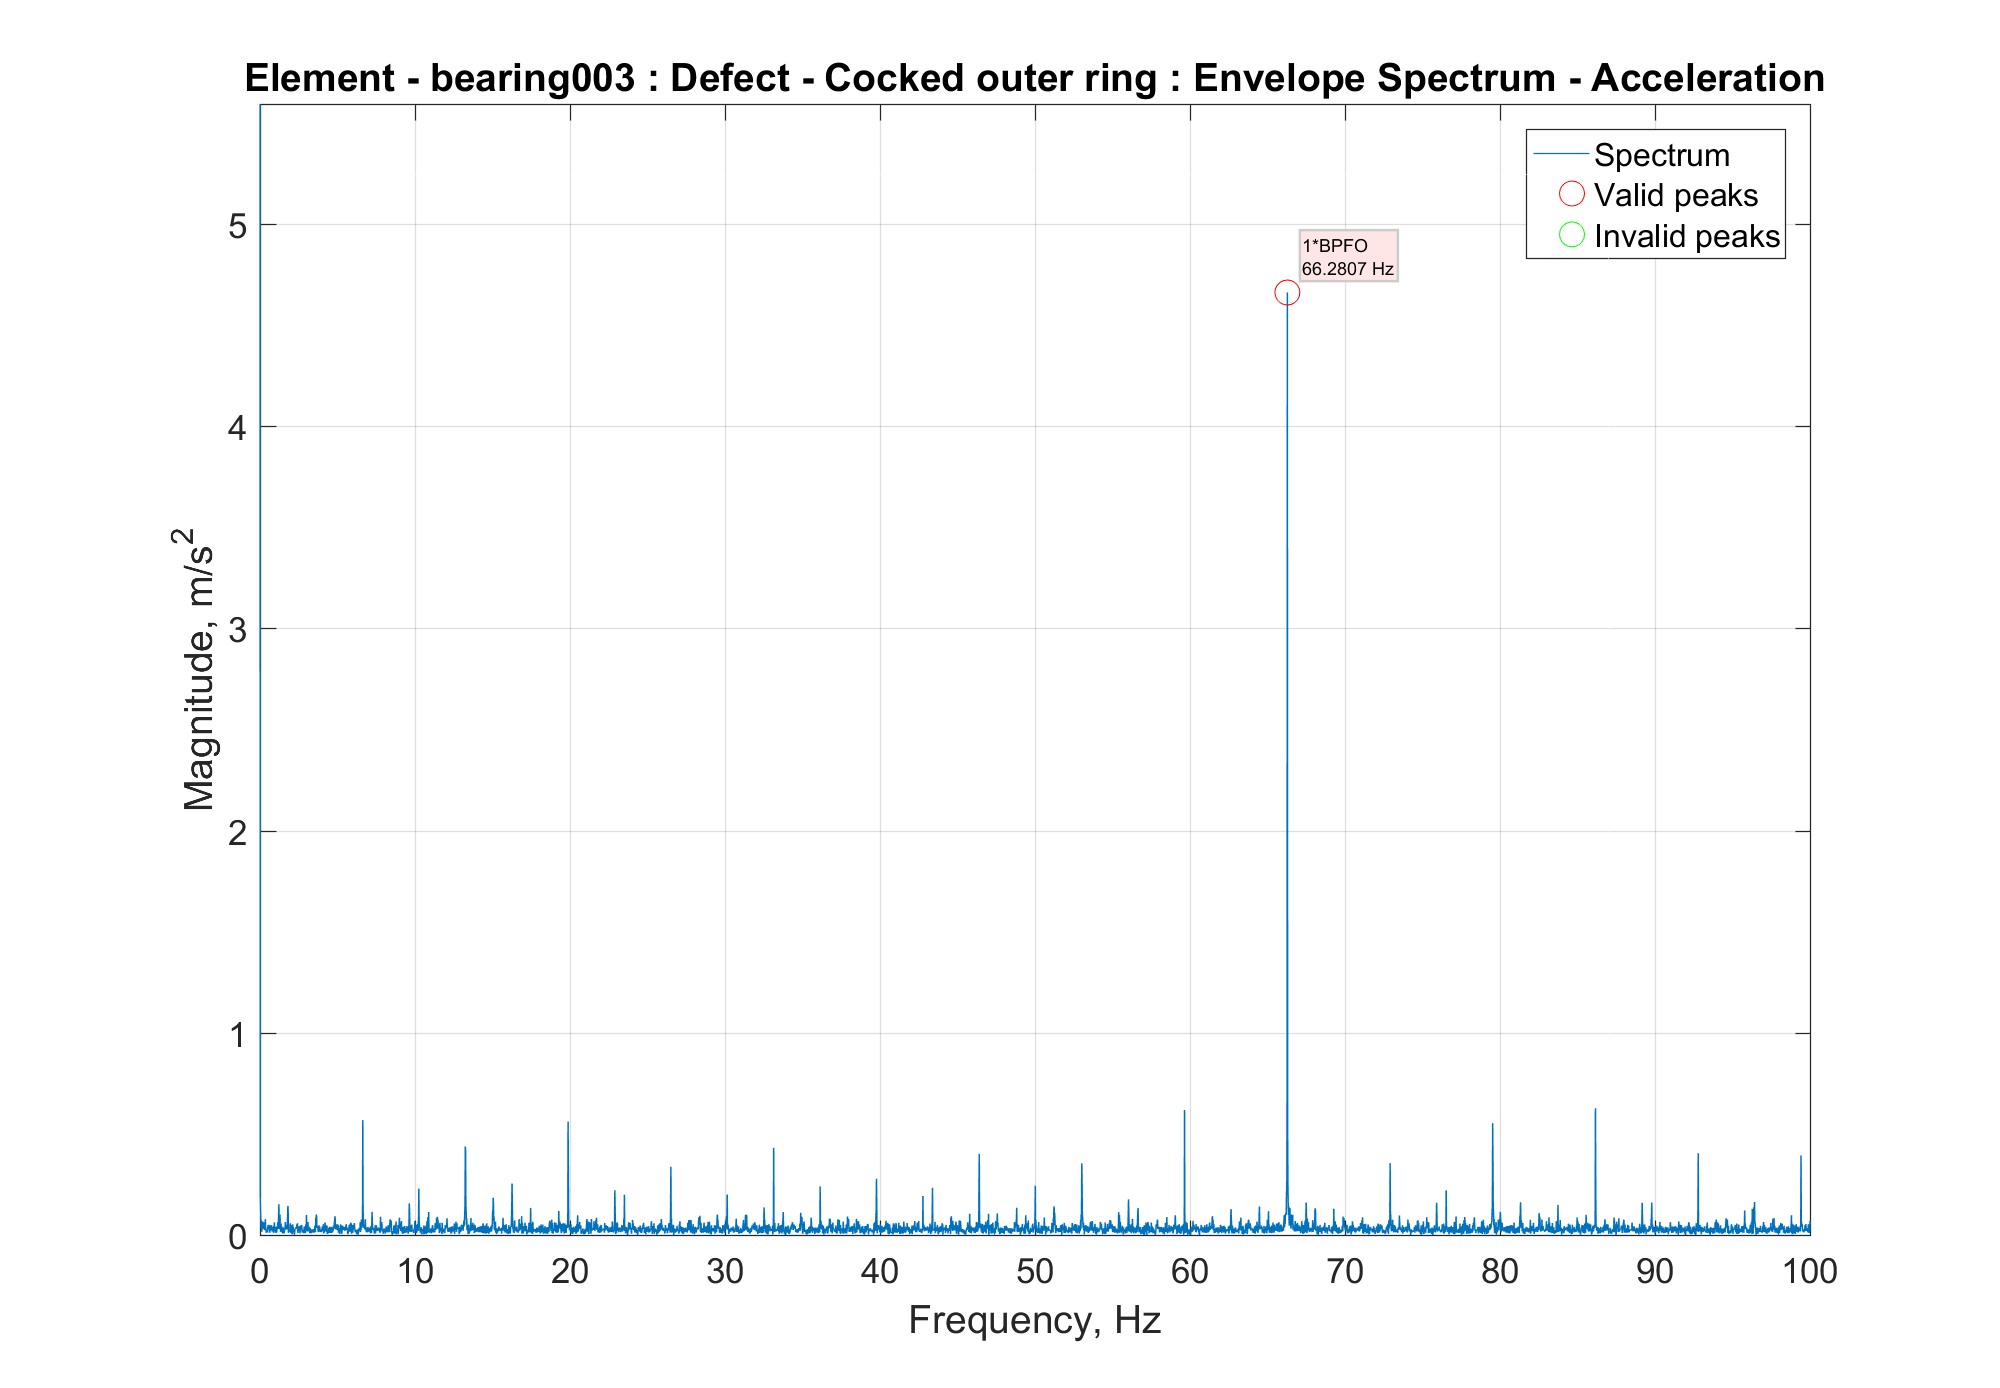 Element - bearing003 : Defect - Cocked outer ring : Envelope Spectrum - Acceleration
Spectrum
Valid peaks
Invalid peaks
1*BPFO
66.2807 Hz
Magnitude, m/s²
5
4
3
2
1
0
0 10 20 30 40 50 60 70 80 90 100
Frequency, Hz